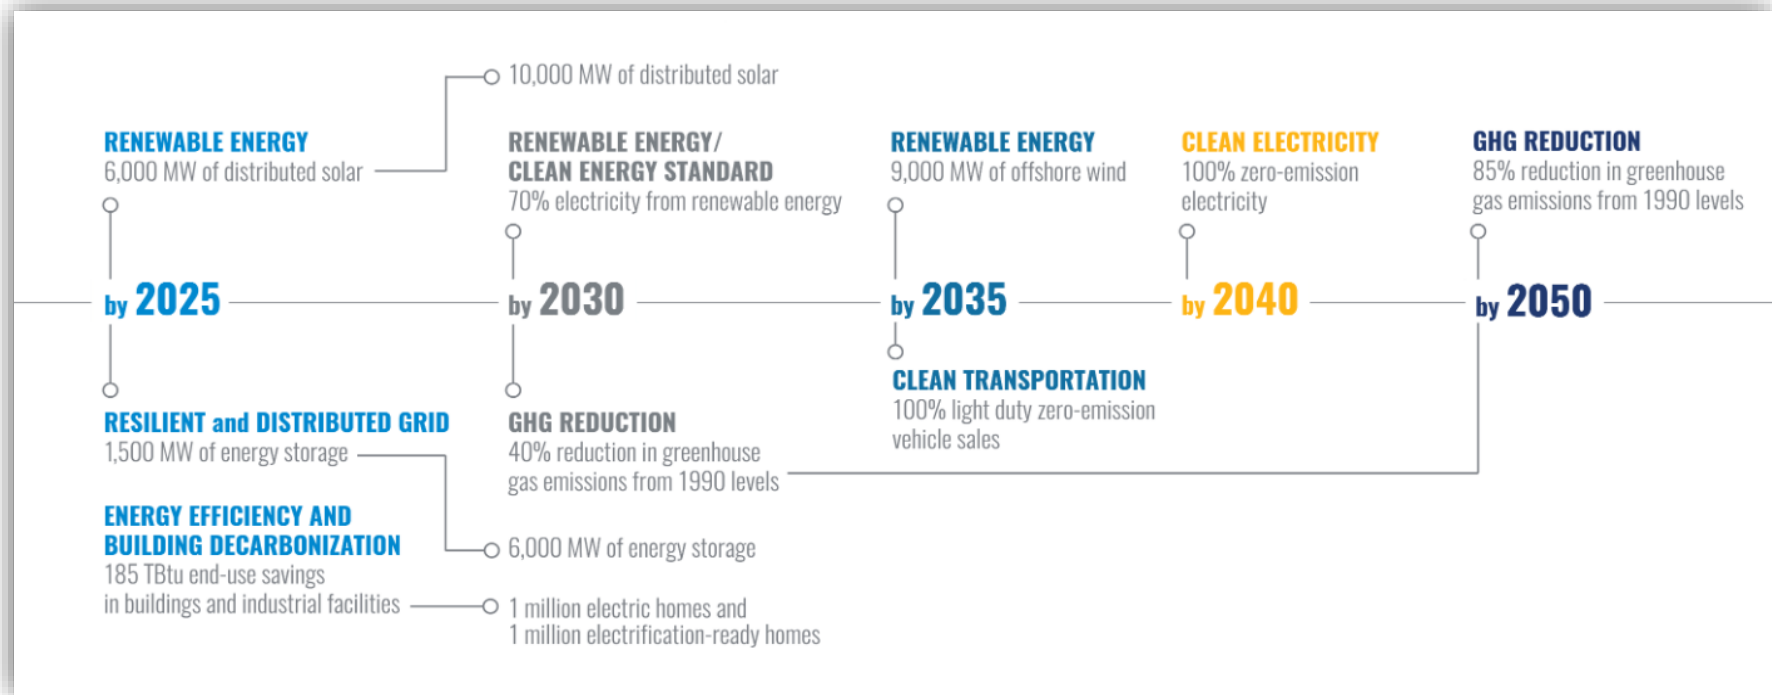 10,000 MW of distributed solar
RENEWABLE ENERGY
6,000 MW of distributed solar
RENEWABLE ENERGY/
CLEAN ENERGY STANDARD
70% electricity from renewable energy
RENEWABLE ENERGY
9,000 MW of offshore wind
CLEAN ELECTRICITY
100% zero-emission
electricity
GHG REDUCTION
85% reduction in greenhouse
gas emissions from 1990 levels
by 2025
by 2030
by 2035
by 2040
by 2050
RESILIENT and DISTRIBUTED GRID
1,500 MW of energy storage
ENERGY EFFICIENCY AND
BUILDING DECARBONIZATION
185 TBtu end-use savings
in buildings and industrial facilities
GHG REDUCTION
40% reduction in greenhouse
gas emissions from 1990 levels
6,000 MW of energy storage
1 million electric homes and
1 million electrification-ready homes
CLEAN TRANSPORTATION
100% light duty zero-emission
vehicle sales